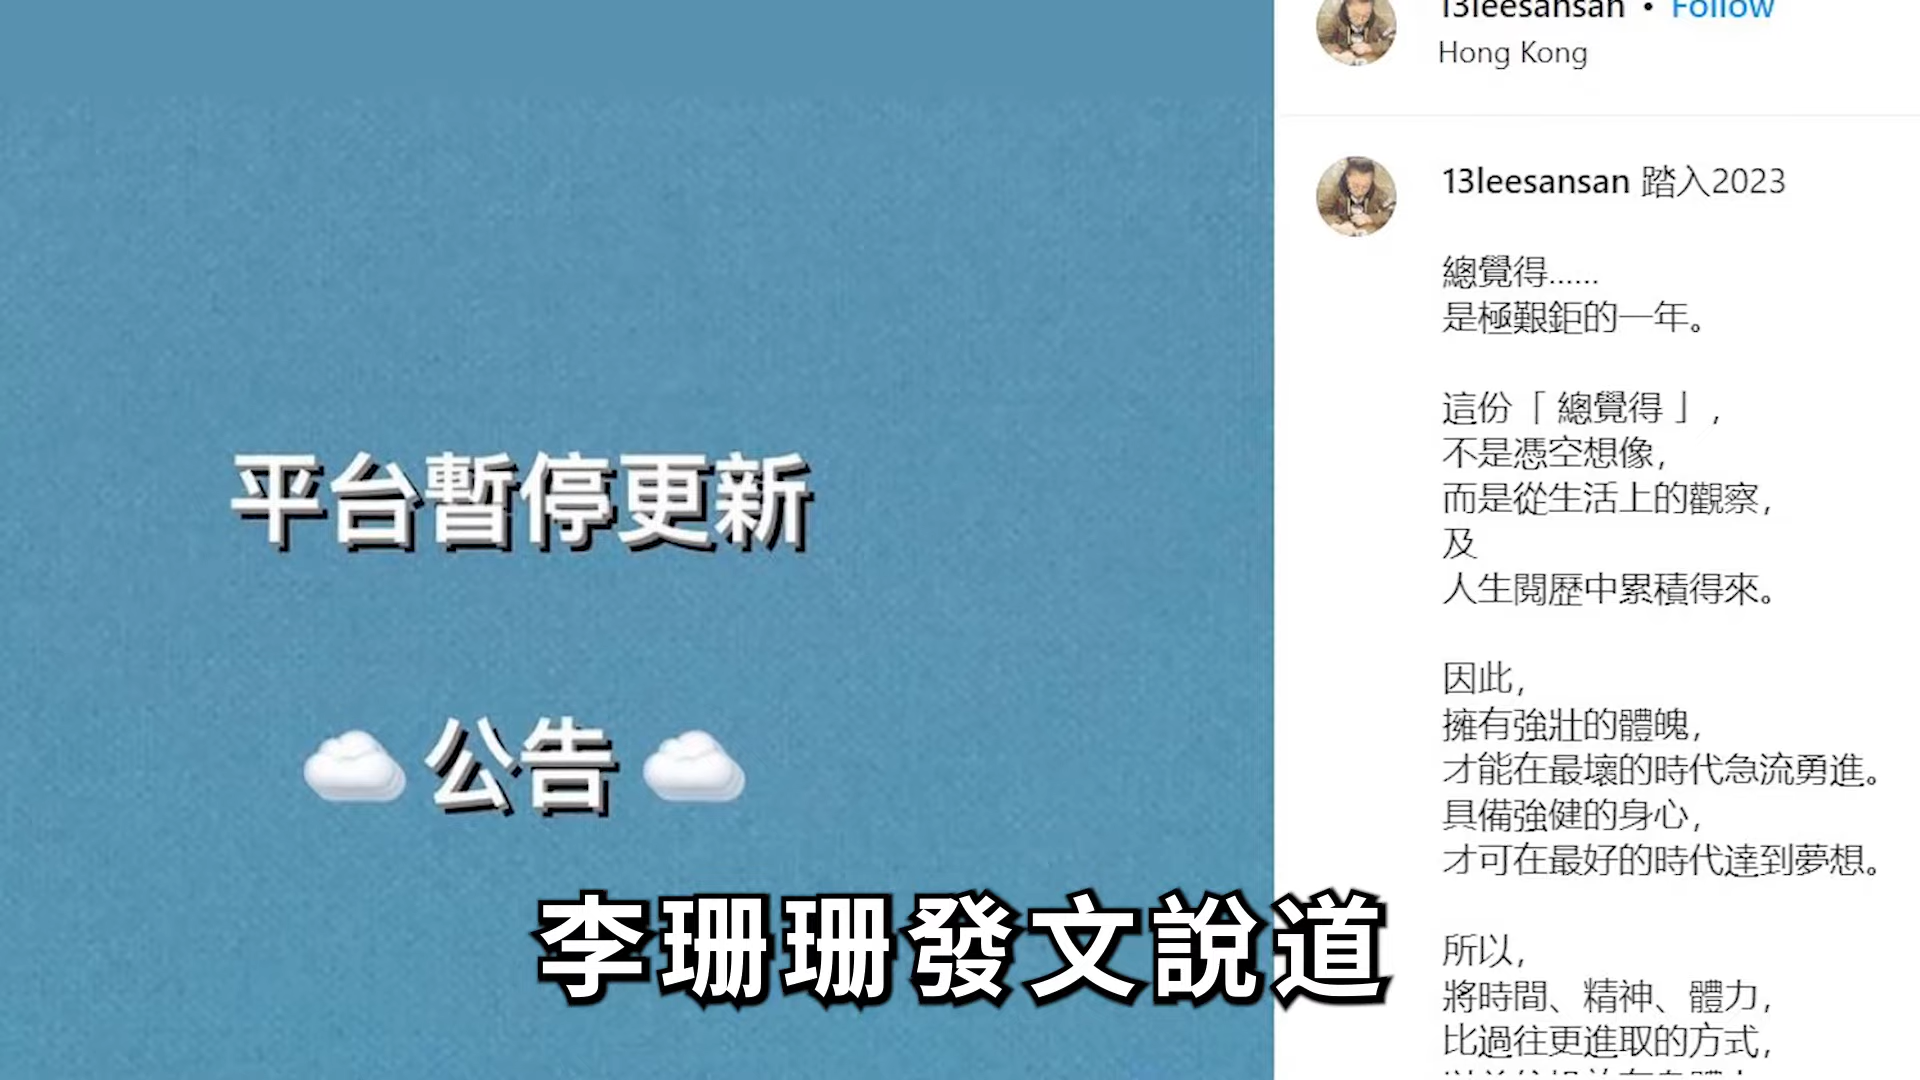 平台暫停更新
☁️公告☁️
13leesansan • Follow
Hong Kong
13leesansan 踏入2023
總覺得……
是極艱鉅的一年。
這份「總覺得」，
不是憑空想像，
而是從生活上的觀察，
及
人生閱歷中累積得來。
因此，
擁有強壯的體魄，
才能在最壞的時代急流勇進。
具備強健的身心，
才可在最好的時代達到夢想。
所以，
將時間、精神、體力，
比過往更進取的方式，
李珊珊發文說道